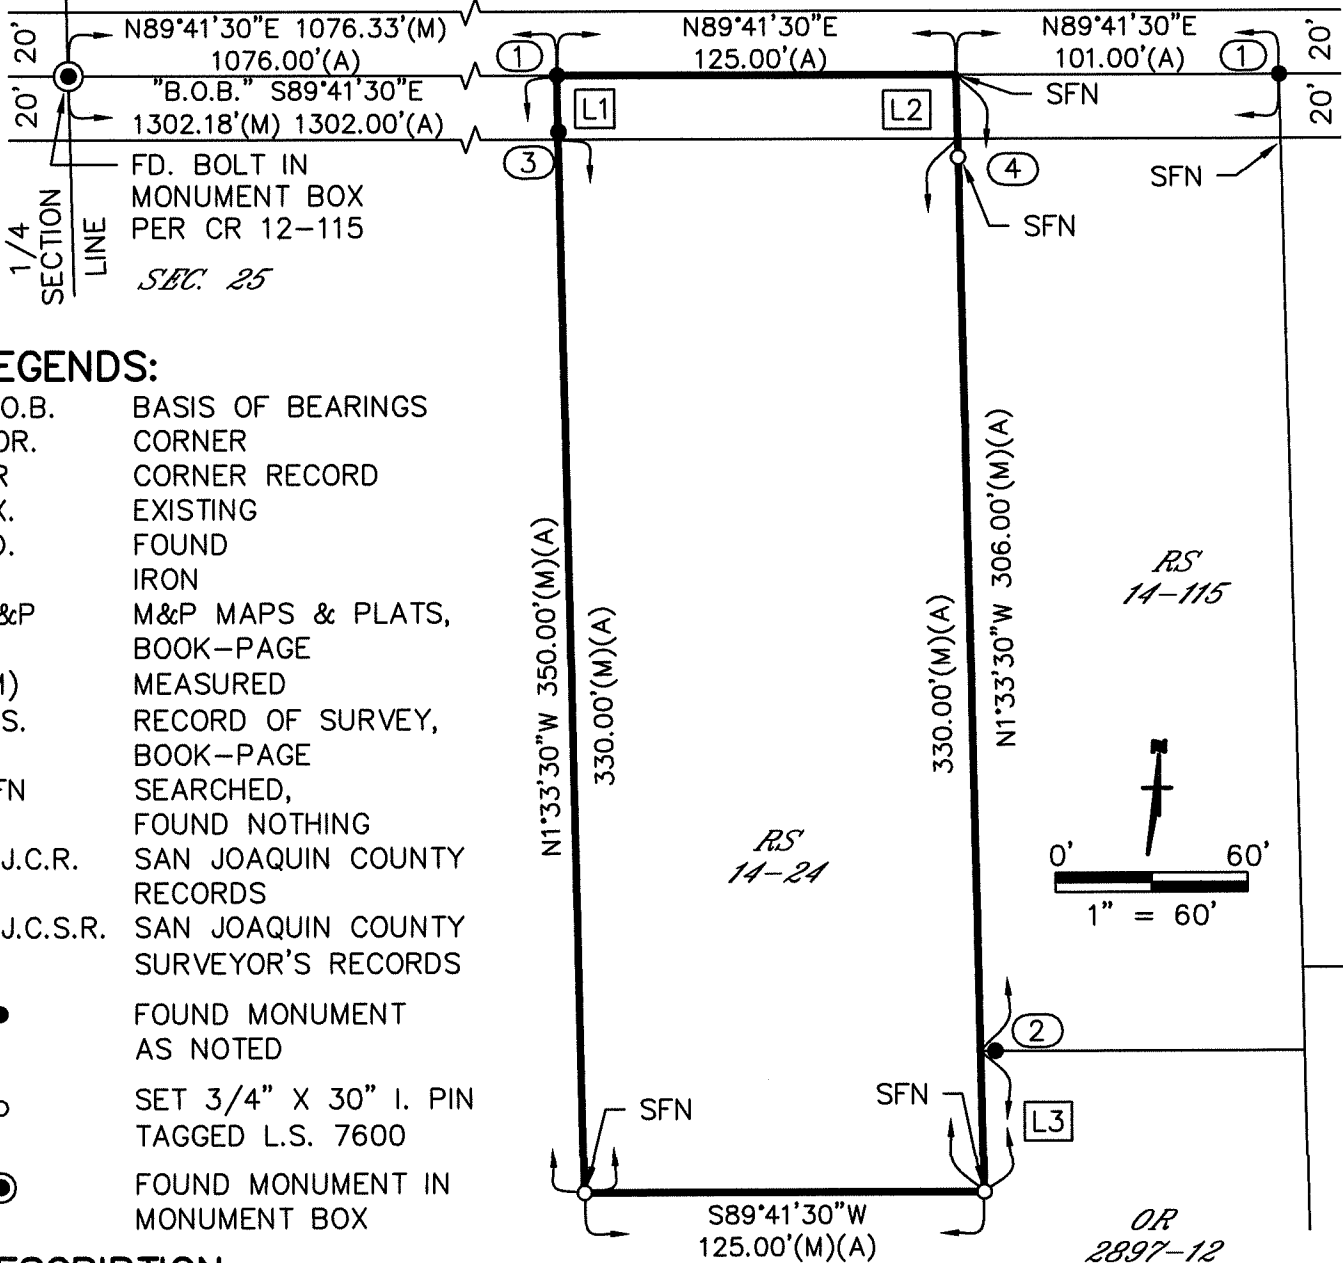 20'
N89°41'30"E 1076.33'(M)
1076.00'(A)
1
N89°41'30"E
125.00'(A)
N89°41'30"E
101.00'(A)
1
20'
20'
"B.O.B." S89°41'30"E
1302.18'(M) 1302.00'(A)
L1
L2
SFN
20'
FD. BOLT IN
MONUMENT BOX
PER CR 12-115
3
4
SFN
SFN
1/4
SECTION
LINE
SEC. 25
EGENDS:
O.B. BASIS OF BEARINGS
OR. CORNER
R CORNER RECORD
X. EXISTING
D. FOUND
IRON
&P M&P MAPS & PLATS,
BOOK-PAGE
M) MEASURED
S. RECORD OF SURVEY,
BOOK-PAGE
FN SEARCHED,
FOUND NOTHING
J.C.R. SAN JOAQUIN COUNTY
RECORDS
J.C.S.R. SAN JOAQUIN COUNTY
SURVEYOR'S RECORDS
FOUND MONUMENT
AS NOTED
SET 3/4" X 30" I. PIN
TAGGED L.S. 7600
FOUND MONUMENT IN
MONUMENT BOX
N1°33'30"W 350.00'(M)(A)
330.00'(M)(A)
330.00'(M)(A)
N1°33'30"W 306.00'(M)(A)
RS
14-115
RS
14-24
N
0' 60'
1" = 60'
2
SFN
SFN
L3
S89°41'30"W
125.00'(M)(A)
OR
2897-12
ESCRIPTION